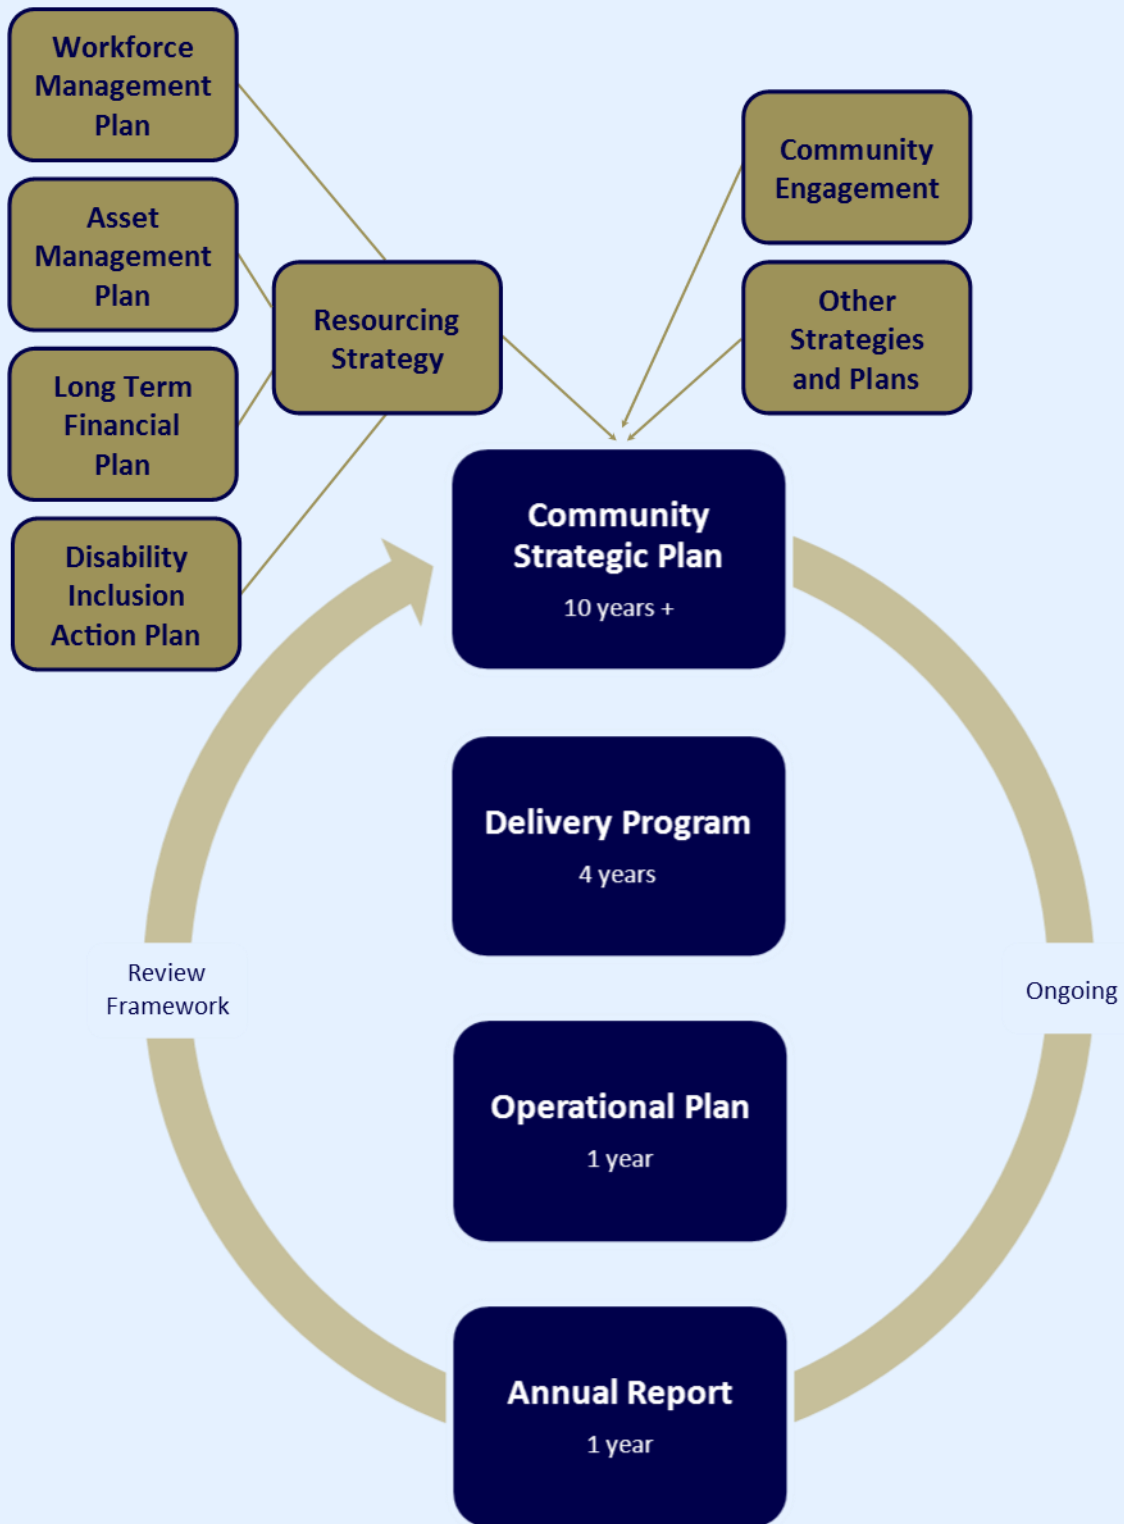 Workforce
Management
Plan
Asset
Management
Plan
Long Term
Financial
Plan
Disability
Inclusion
Action Plan
Resourcing
Strategy
Community
Engagement
Other
Strategies
and Plans
Community
Strategic Plan
10 years +
Delivery Program
4 years
Review
Framework
Ongoing
Operational Plan
1 year
Annual Report
1 year